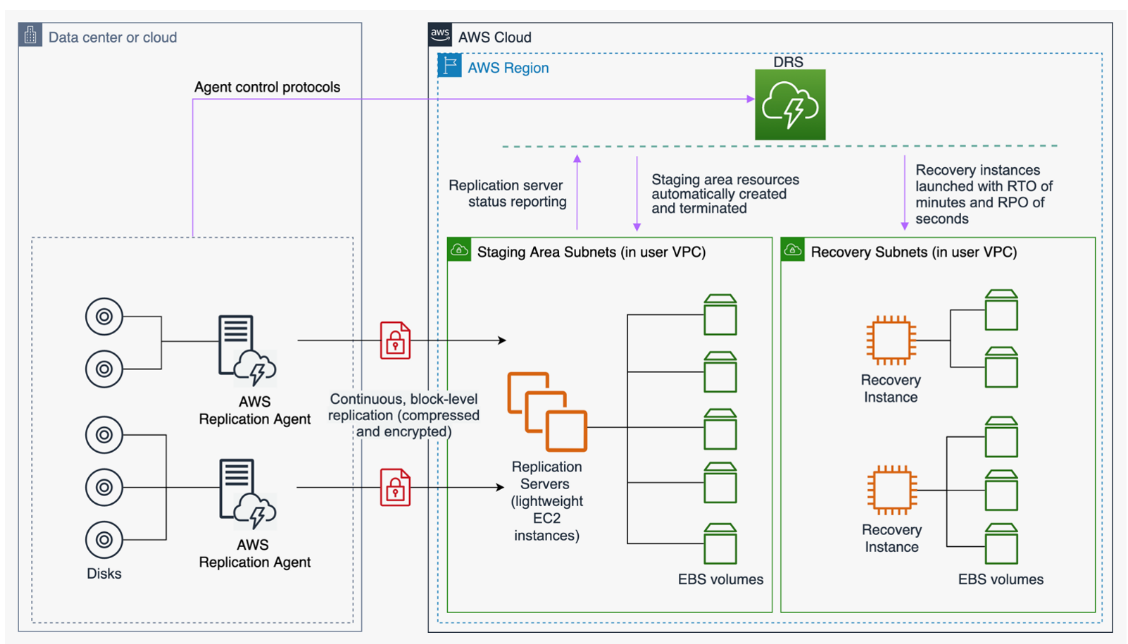 Data center or cloud
aws
AWS Cloud
AWS Region
DRS
Agent control protocols
Replication server
status reporting
Staging area resources
automatically created
and terminated
Recovery instances
launched with RTO of
minutes and RPO of
seconds
Staging Area Subnets (in user VPC)
Recovery Subnets (in user VPC)
AWS
Replication Agent
Continuous, block-level
replication (compressed
and encrypted)
Recovery
Instance
Replication
Servers
(lightweight
EC2
instances)
AWS
Replication Agent
Recovery
Instance
Disks
EBS volumes
EBS volumes